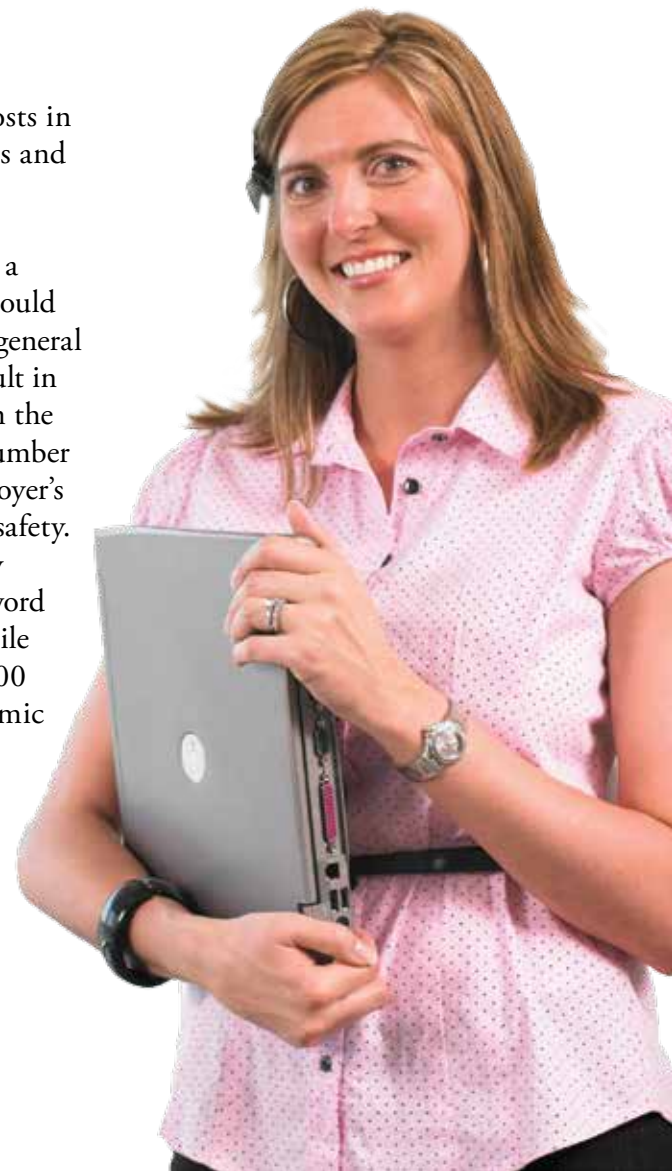 osts in
s and
a
ould
general
ult in
n the
umber
oyer's
safety.
y
word
ile
00
mic